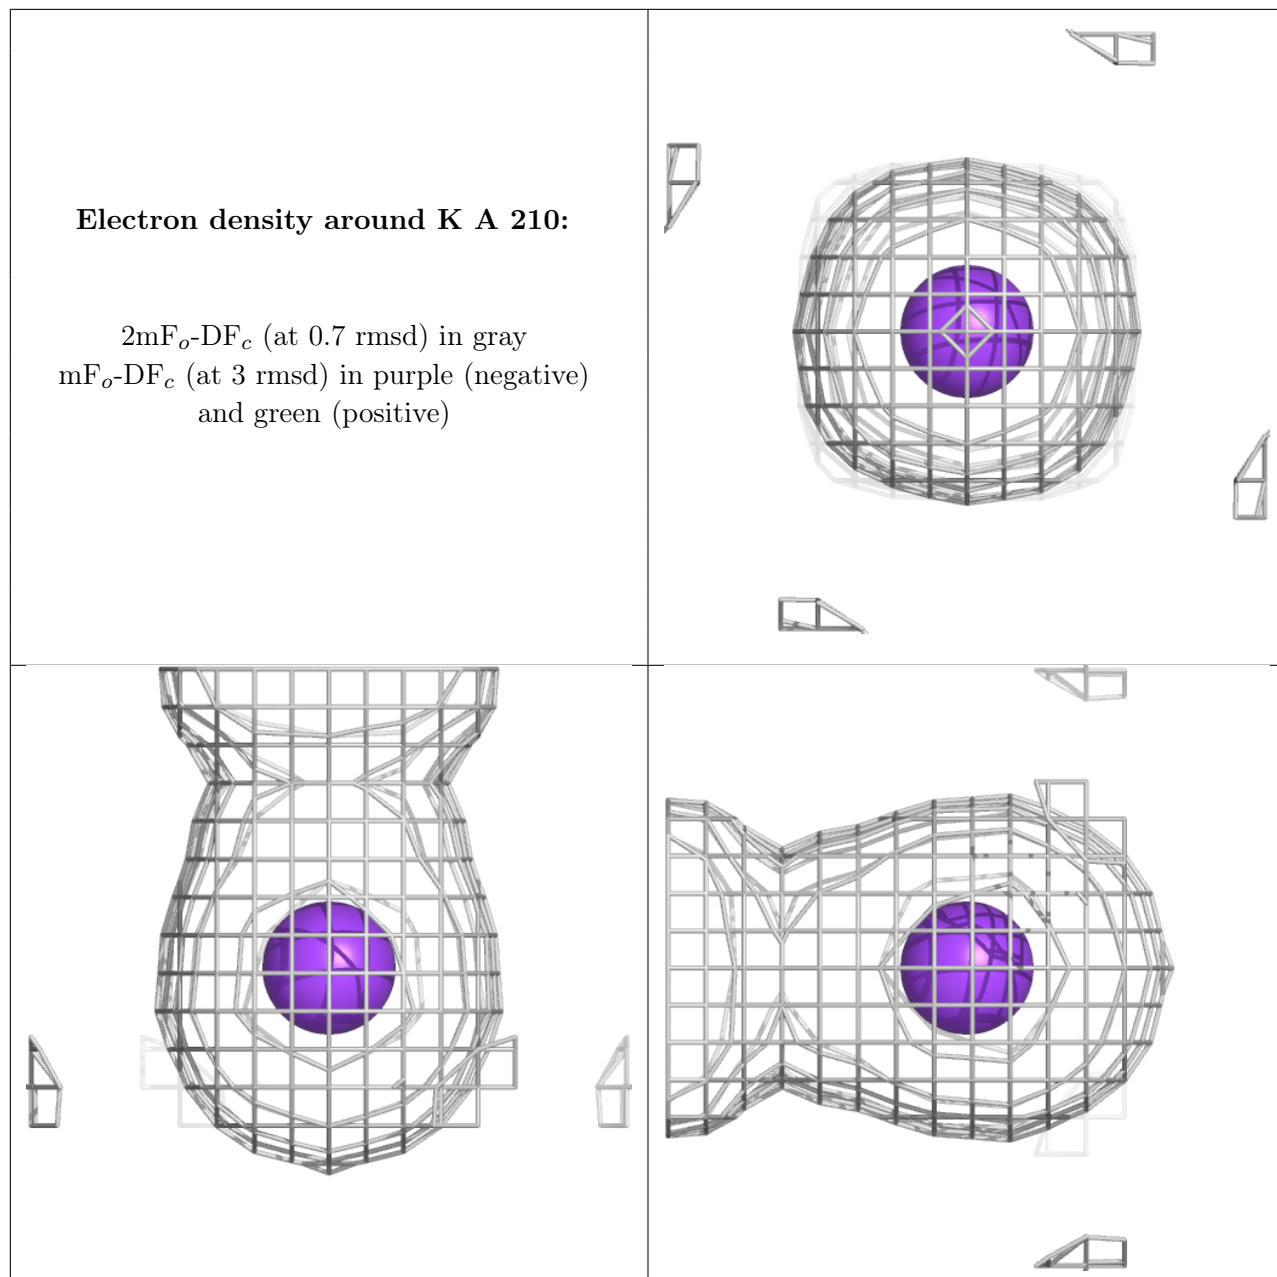 Electron density around K A 210:
2mFo-DFc (at 0.7 rmsd) in gray
mFo-DFc (at 3 rmsd) in purple (negative)
and green (positive)